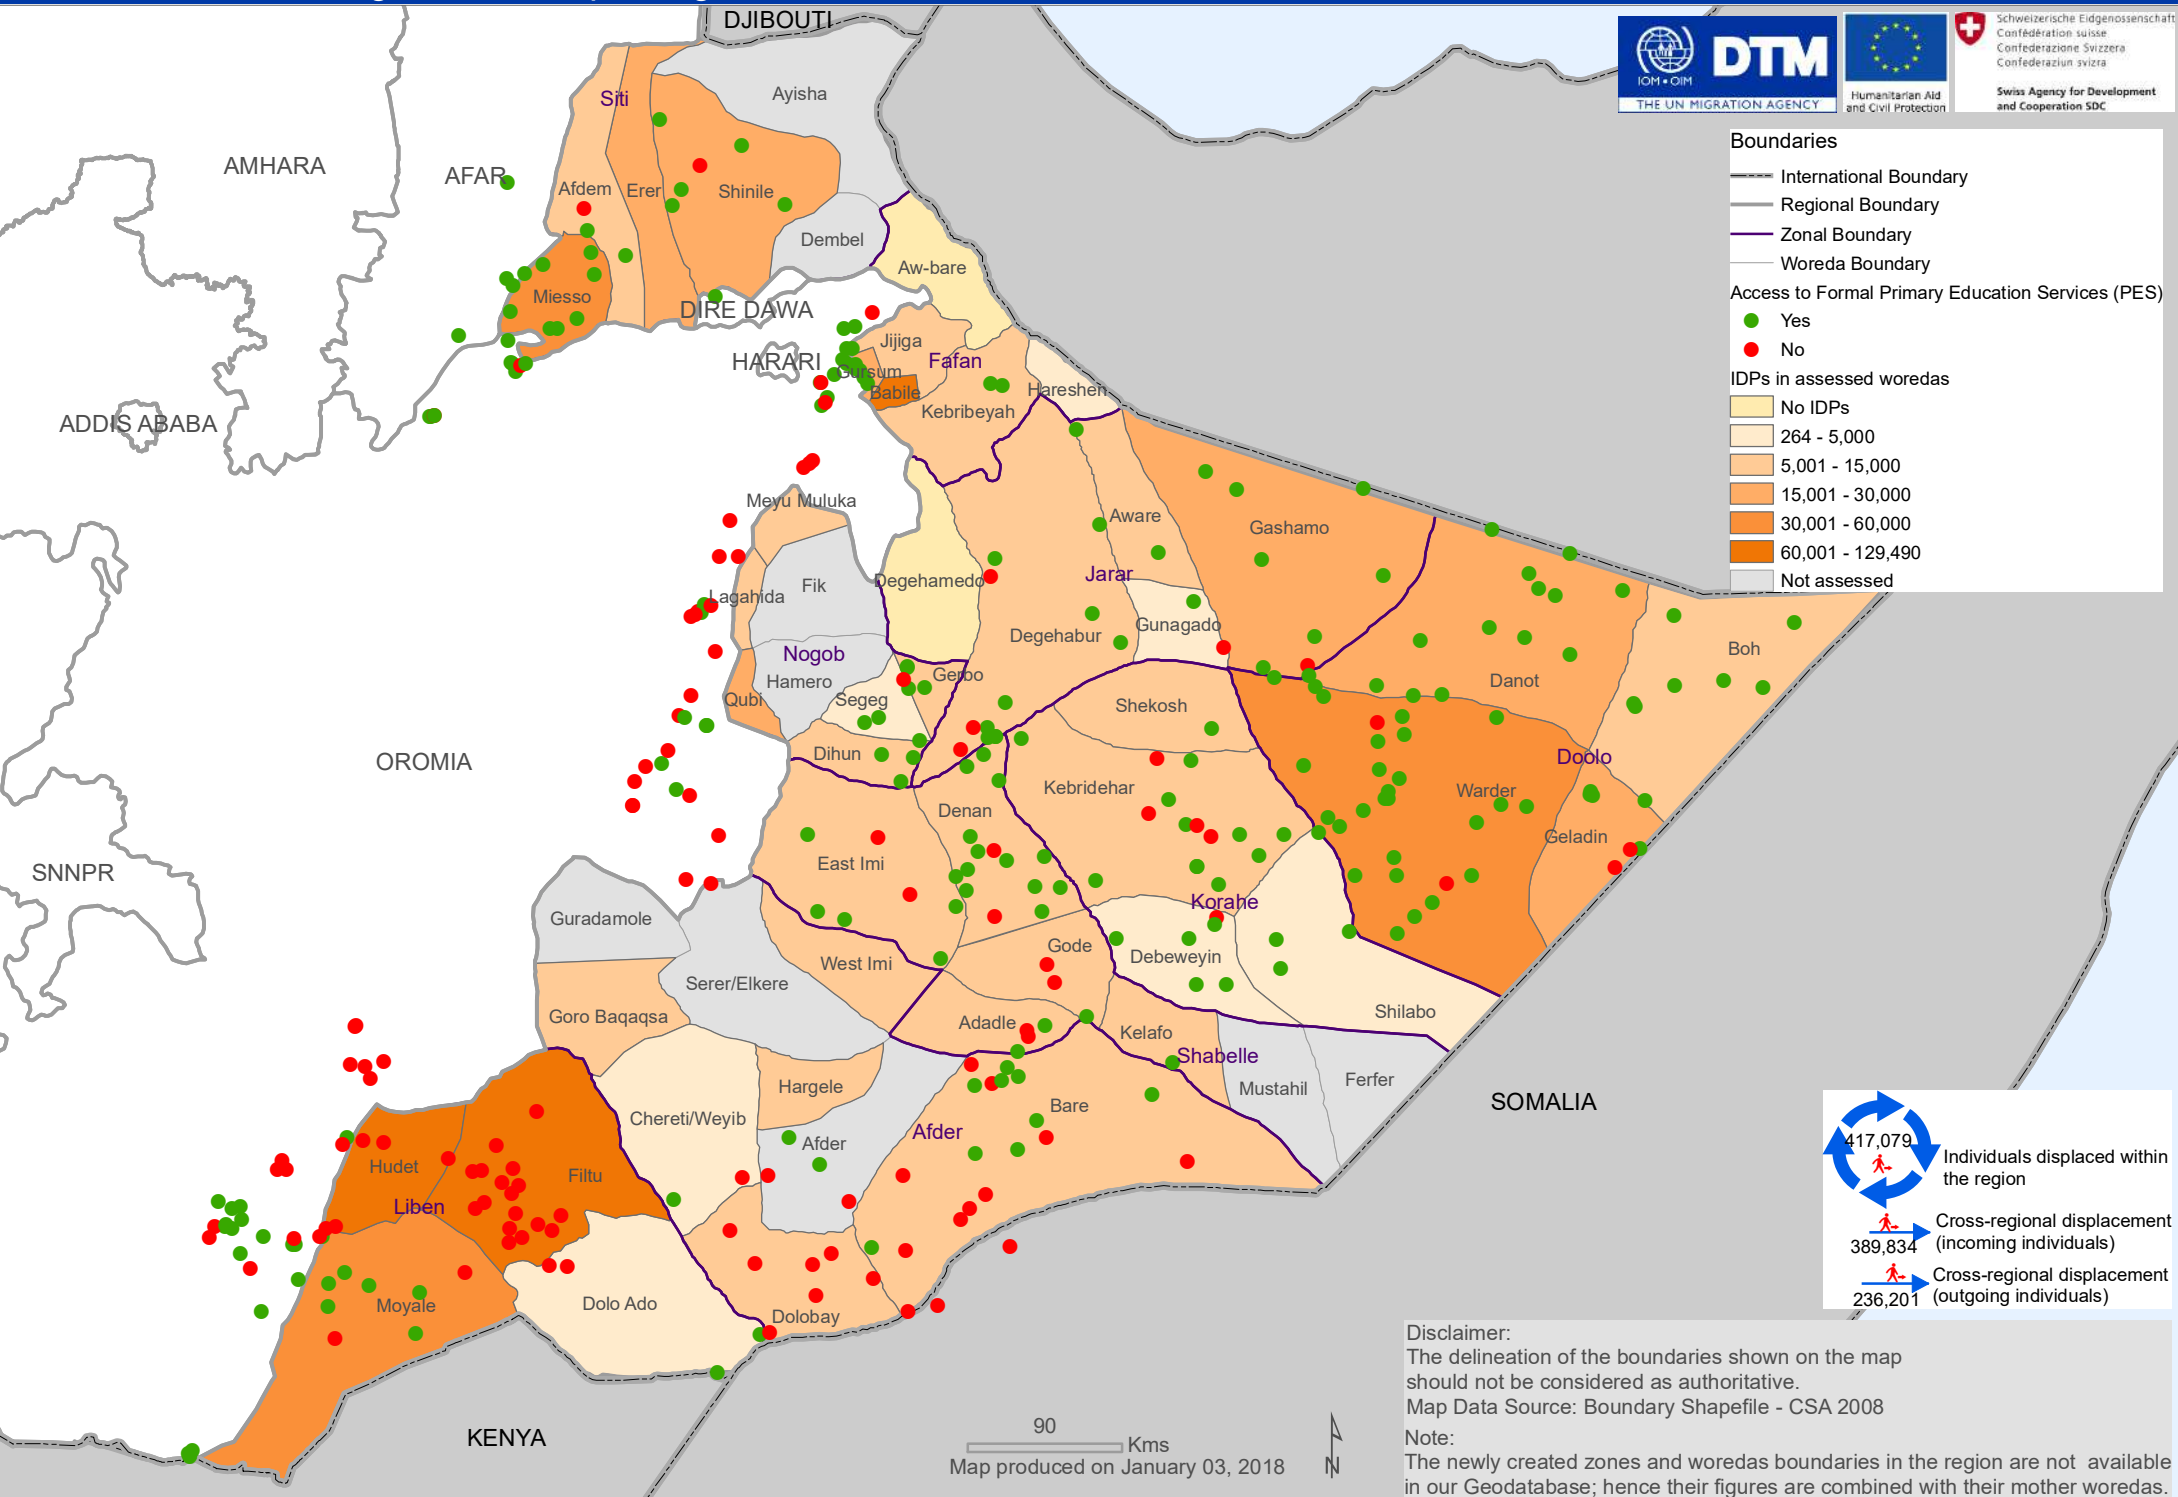 DJIBOUTI
IOM • OIM
DTM
THE UN MIGRATION AGENCY
Humanitarian Aid
and Civil Protection
Schweizerische Eidgenossenschaft
Confédération suisse
Confederazione Svizzera
Confederaziun svizra
Swiss Agency for Development
and Cooperation SDC
Boundaries
International Boundary
Regional Boundary
Zonal Boundary
Woreda Boundary
Access to Formal Primary Education Services (PES)
Yes
No
IDPs in assessed woredas
No IDPs
264 - 5,000
5,001 - 15,000
15,001 - 30,000
30,001 - 60,000
60,001 - 129,490
Not assessed
Siti
Ayisha
AMHARA
AFAR
Afdem
Erer
Shinile
Dembel
Aw-bare
Miesso
DIRE DAWA
Jijiga
HARARI
Fafan
Gursum
Babile
Hareshen
Kebribeyah
ADDIS ABABA
Meyu Muluka
Aware
Gashamo
Jarar
Degehamedo
Fik
Lagahida
Gunagado
Degehabur
Nogob
Boh
Gerbo
Hamero
Danot
Qubi
Segeg
Shekosh
Dihun
OROMIA
Doolo
Kebridehar
Warder
Denan
Geladin
East Imi
SNNPR
Korahe
Guradamole
Gode
Debeweyin
West Imi
Serer/Elkere
Shilabo
Goro Baqaqsa
Adadle
Kelafo
Shabelle
Ferfer
Hargele
Mustahil
SOMALIA
Bare
Chereti/Weyib
Afder
Afder
Hudet
Filtu
Liben
Dolo Ado
Moyale
Dolobay
KENYA
417,079
Individuals displaced within
the region
Cross-regional displacement
389,834
(incoming individuals)
Cross-regional displacement
236,201
(outgoing individuals)
90
Kms
Map produced on January 03, 2018
N
Disclaimer:
The delineation of the boundaries shown on the map
should not be considered as authoritative.
Map Data Source: Boundary Shapefile - CSA 2008
Note:
The newly created zones and woredas boundaries in the region are not available
in our Geodatabase; hence their figures are combined with their mother woredas.